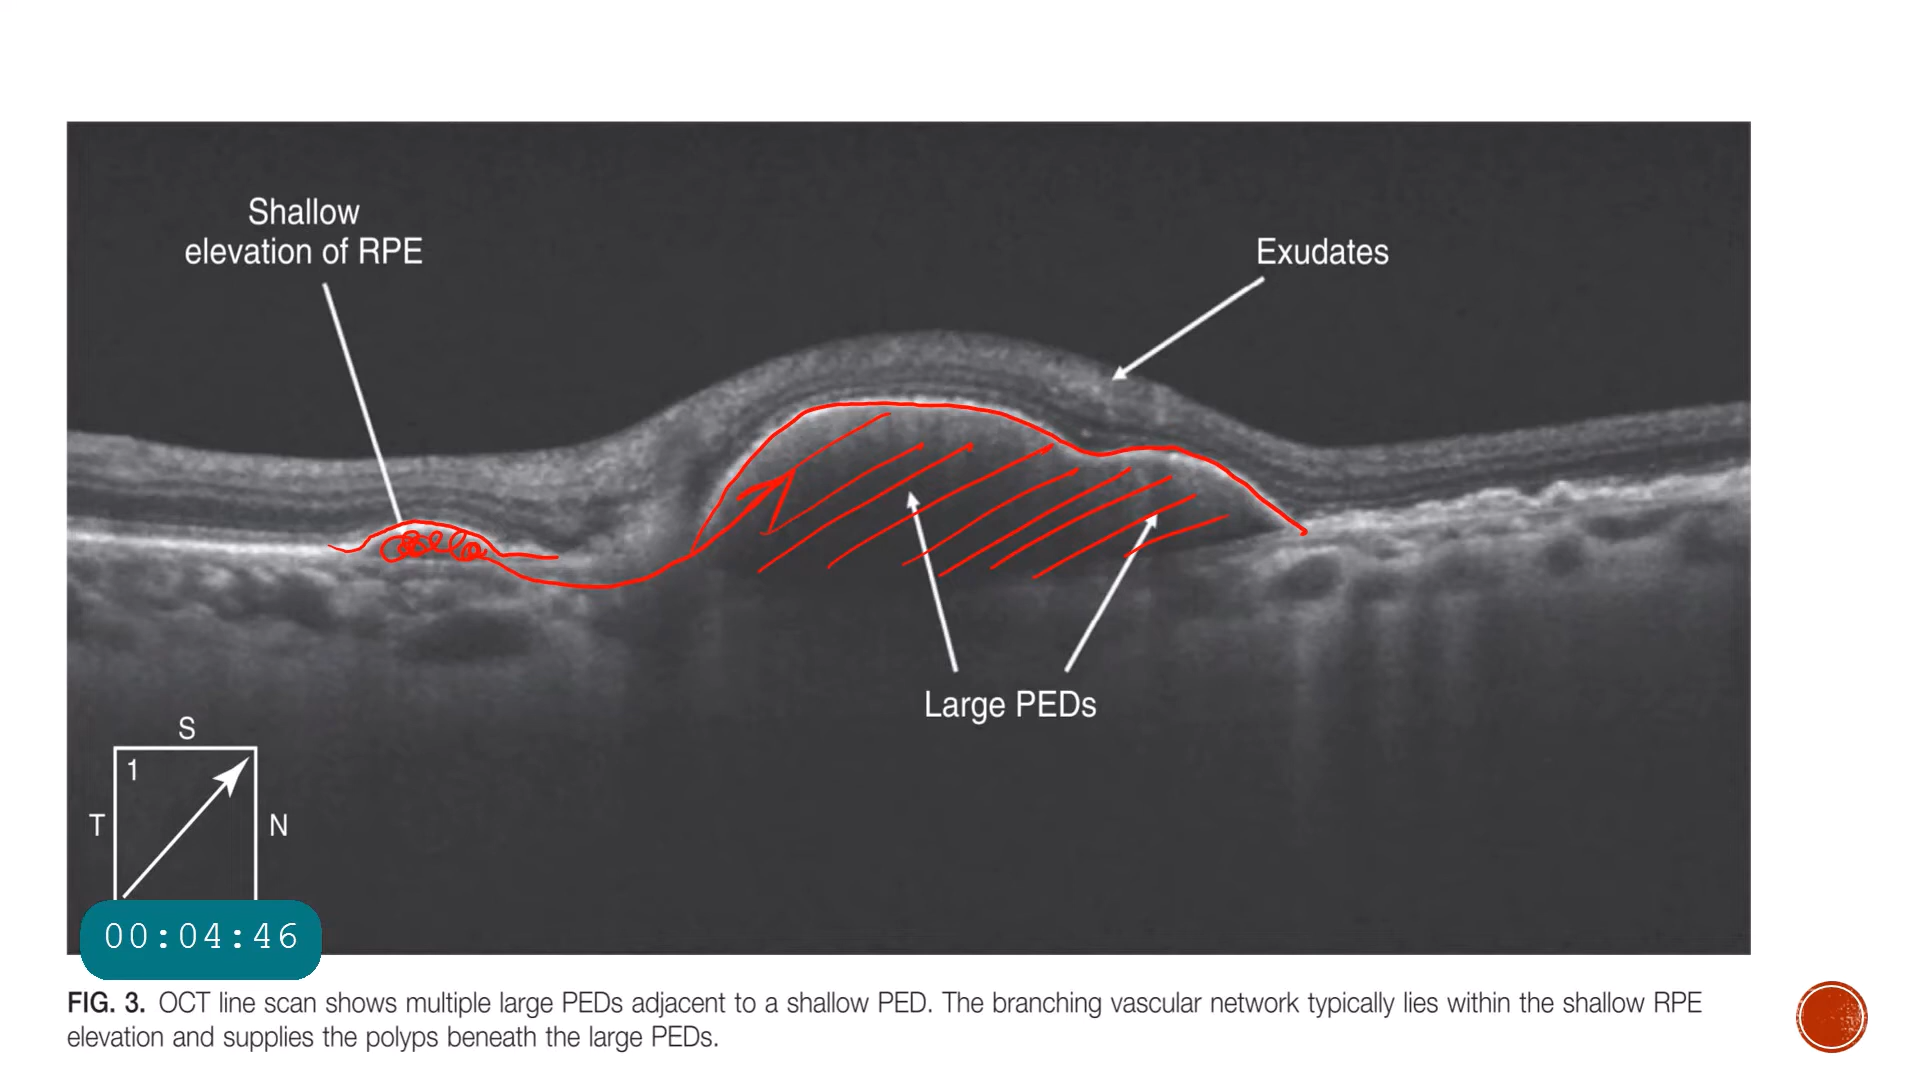 Shallow
elevation of RPE
Exudates
Large PEDs
S
1
T
N
00:04:46
FIG. 3. OCT line scan shows multiple large PEDs adjacent to a shallow PED. The branching vascular network typically lies within the shallow RPE
elevation and supplies the polyps beneath the large PEDs.